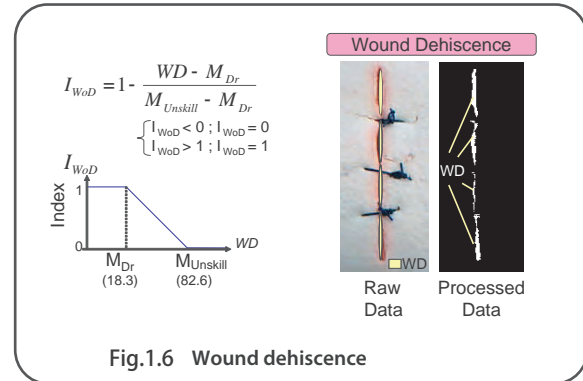 Wound Dehiscence
I_WoD = 1 - (WD - M_Dr) / (M_Unskill - M_Dr)
I_WoD < 0 ; I_WoD = 0
I_WoD > 1 ; I_WoD = 1
I_WoD
Index
1
0
WD
M_Dr
(18.3)
M_Unskill
(82.6)
WD
WD
Raw
Data
Processed
Data
Fig.1.6 Wound dehiscence